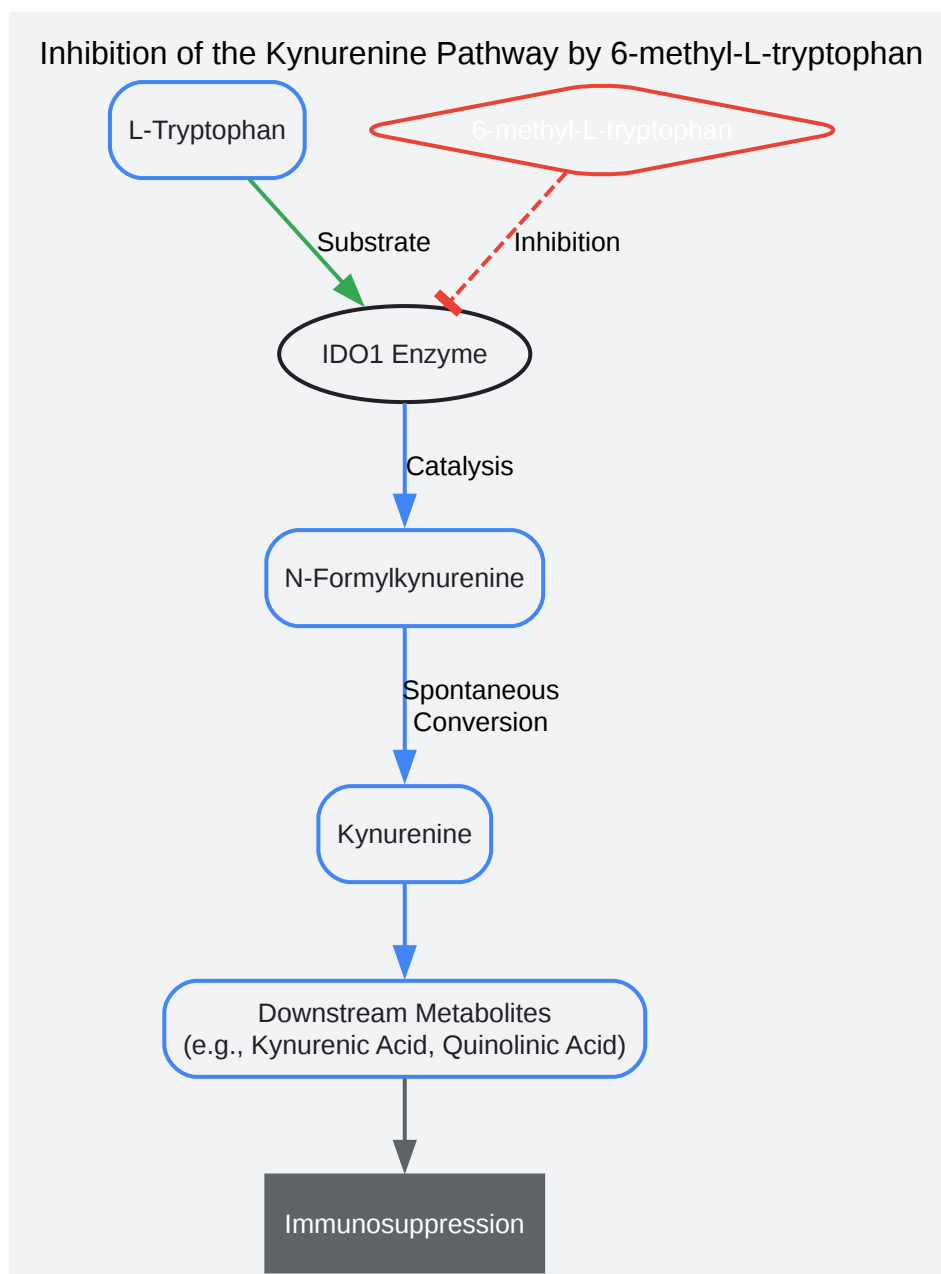 Inhibition of the Kynurenine Pathway by 6-methyl-L-tryptophan
L-Tryptophan
6-methyl-L-tryptophan
Substrate
Inhibition
IDO1 Enzyme
Catalysis
N-Formylkynurenine
Spontaneous
Conversion
Kynurenine
Downstream Metabolites
(e.g., Kynurenic Acid, Quinolinic Acid)
Immunosuppression